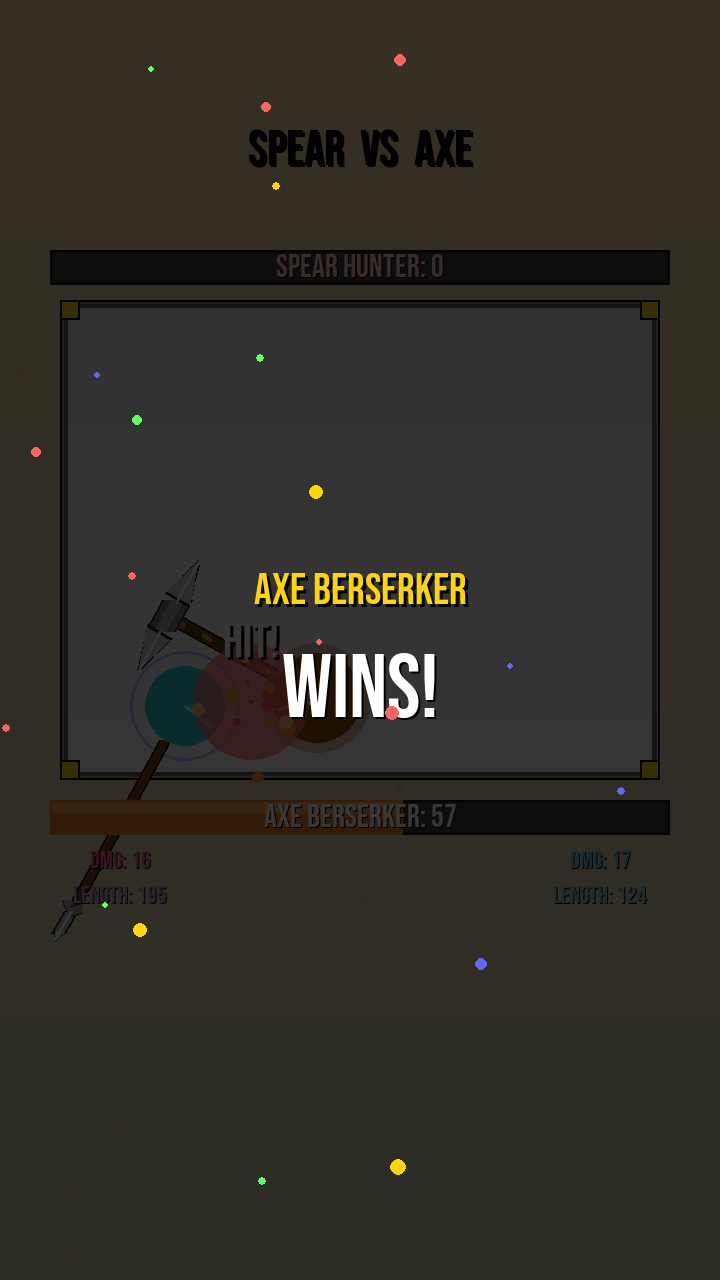 SPEAR VS AXE
SPEAR HUNTER: 0
AXE BERSERKER
HIT!
WINS!
AXE BERSERKER: 57
DMG: 16
DMG: 17
LENGTH: 195
LENGTH: 124